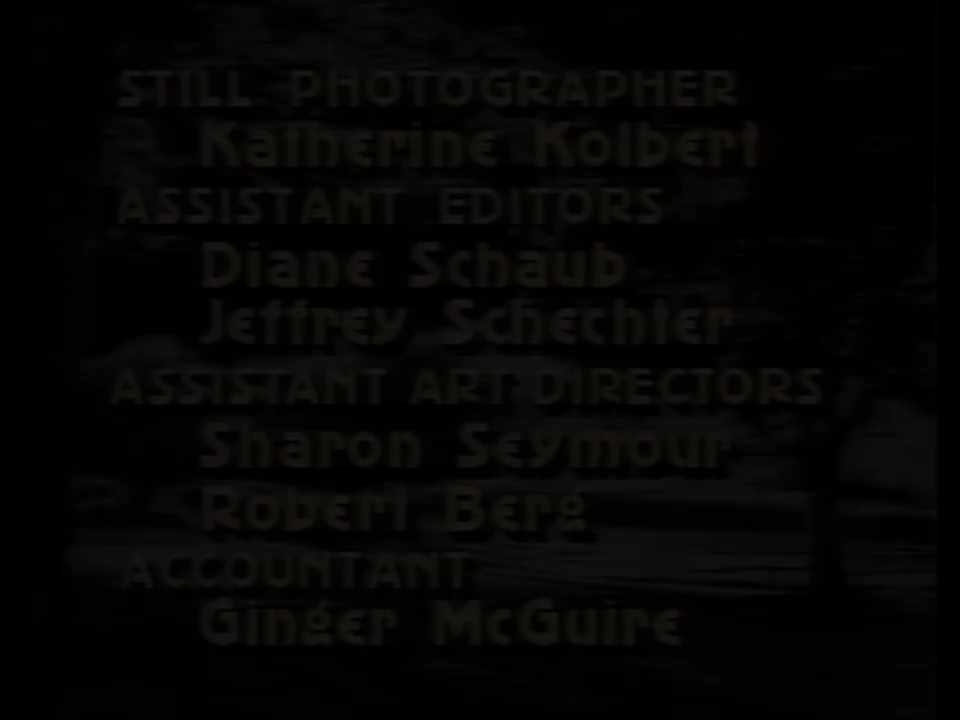 STILL PHOTOGRAPHER
Katherine Kolbert
ASSISTANT EDITORS
Diane Schaub
Jeffrey Schechter
ASSISTANT ART DIRECTORS
Sharon Seymour
Robert Berg
ACCOUNTANT
Ginger McGuire